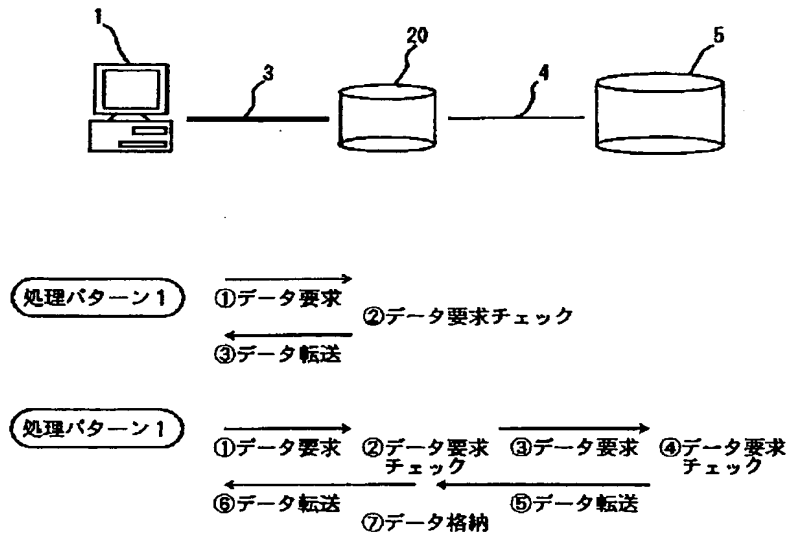 1
3
20
4
5
処理パターン1
①データ要求
②データ要求チェック
③データ転送
処理パターン1
①データ要求
②データ要求
チェック
③データ要求
④データ要求
チェック
⑥データ転送
⑤データ転送
⑦データ格納